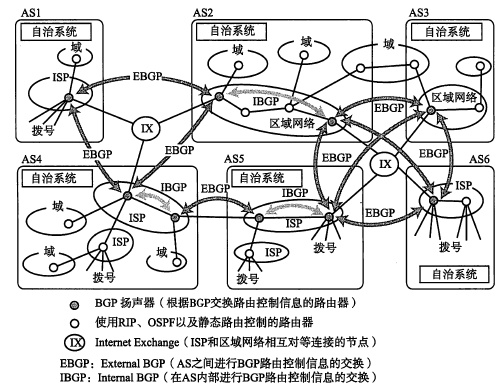 AS1
自治系统
域
ISP
拨号
EBGP
EBGP
IX
EBGP
AS2
自治系统
域
域
IBGP
区域网络
AS3
自治系统
域
区域网络
EBGP
EBGP
EBGP
IX
EBGP
AS4
自治系统
IBGP
ISP
域
域
ISP
拨号
域
EBGP
AS5
自治系统
IBGP
ISP
ISP
拨号
EBGP
AS6
ISP
拨号
自治系统
BGP 扬声器（根据BGP交换路由控制信息的路由器）
使用RIP、OSPF以及静态路由控制的路由器
IX Internet Exchange（ISP和区域网络相互对等连接的节点）
EBGP：External BGP（AS之间进行BGP路由控制信息的交换）
IBGP：Internal BGP（在AS内部进行BGP路由控制信息的交换）